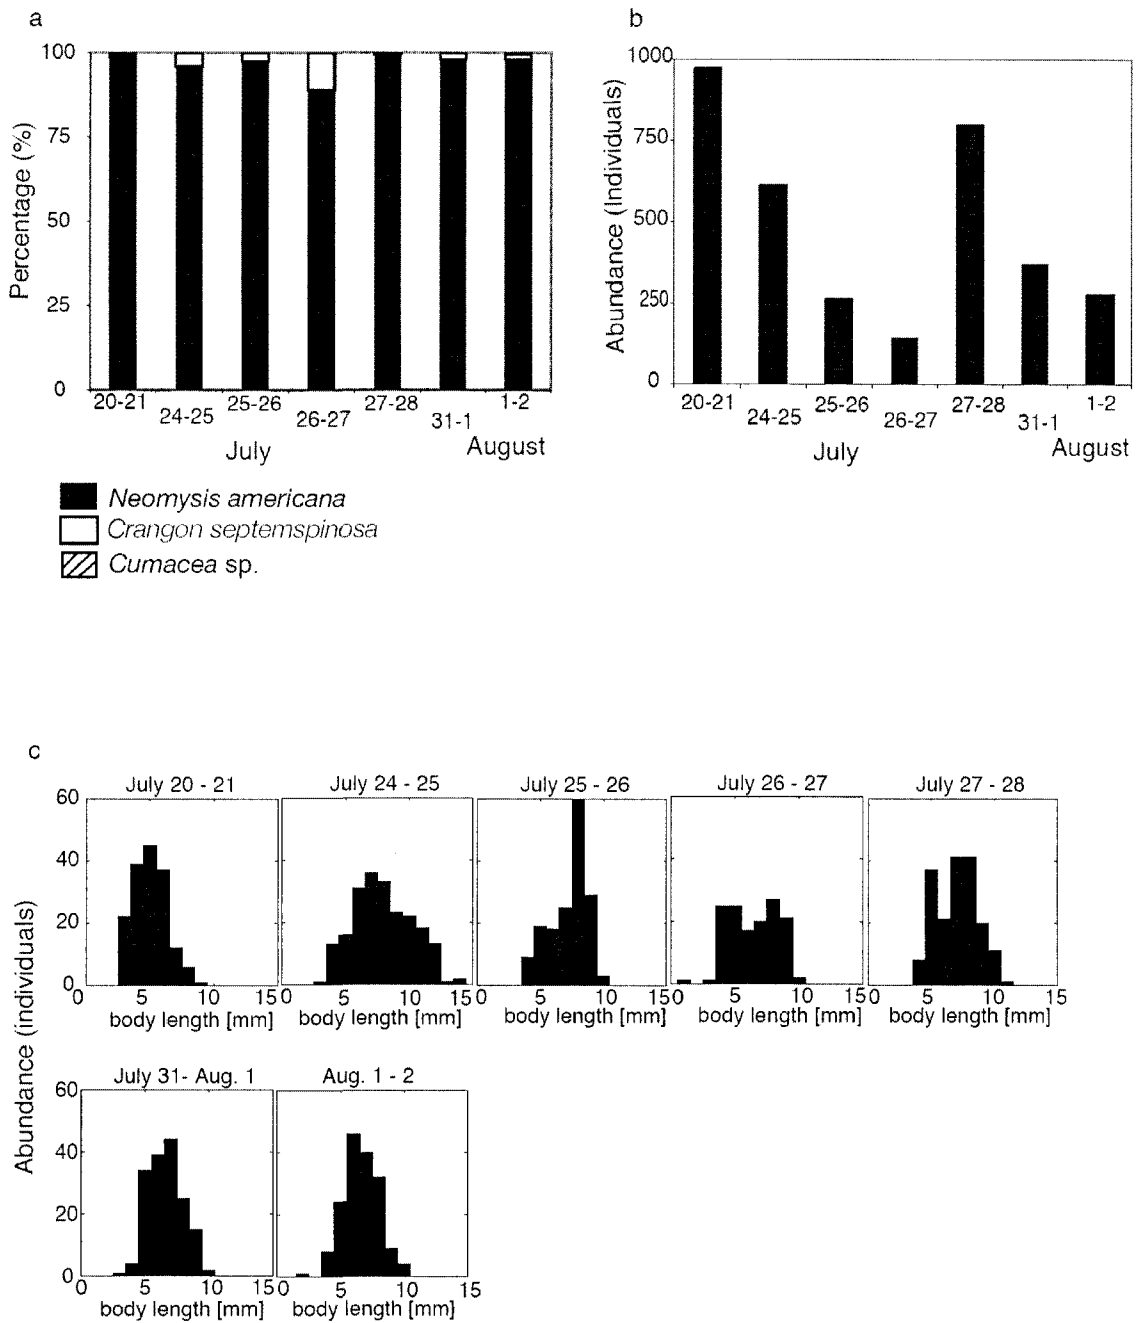 a
100
75
50
25
0
Percentage (%)
20-21 24-25 25-26 26-27 27-28 31-1 1-2
July August
Neomysis americana
Crangon septemspinosa
Cumacea sp.
b
1000
750
500
250
0
Abundance (Individuals)
20-21 24-25 25-26 26-27 27-28 31-1 1-2
July August
c
Abundance (individuals)
July 20 - 21 July 24 - 25 July 25 - 26 July 26 - 27 July 27 - 28
60
40
20
0
0 5 10 15 0 5 10 15 0 5 10 15 0 5 10 15 0 5 10 15
body length [mm] body length [mm] body length [mm] body length [mm] body length [mm]
July 31- Aug. 1 Aug. 1 - 2
60
40
20
0
0 5 10 15 0 5 10 15
body length [mm] body length [mm]